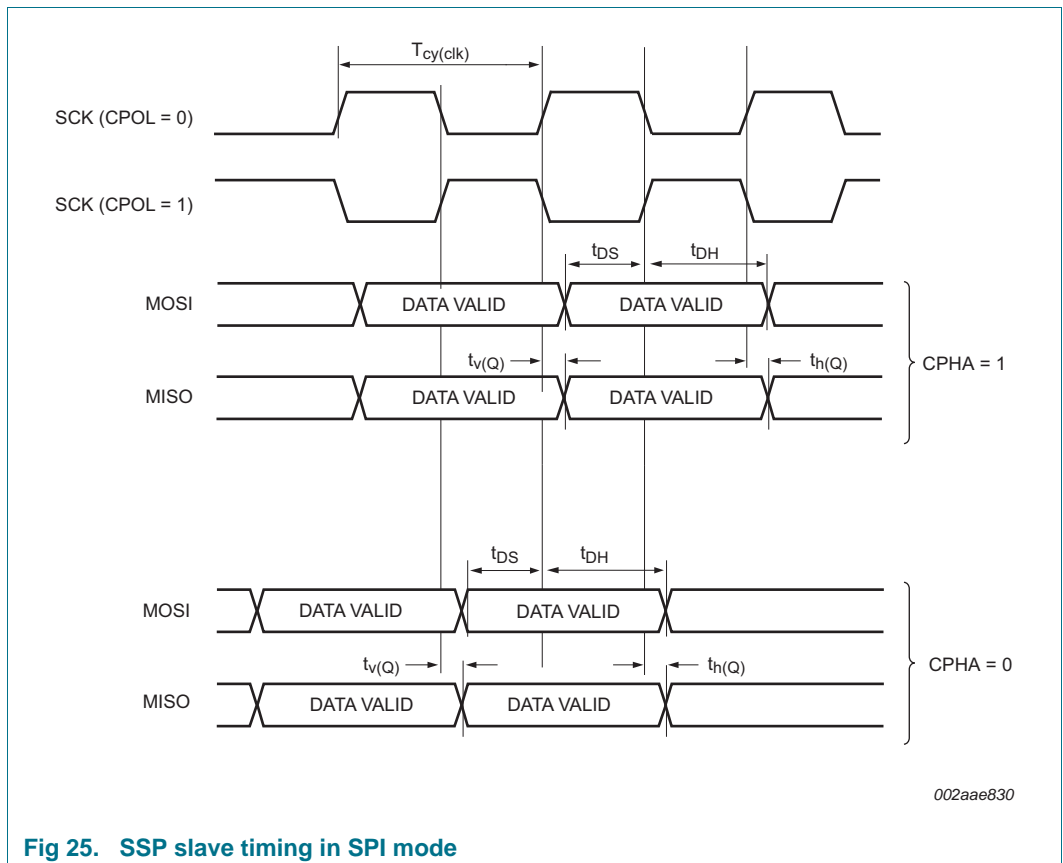 Tcy(clk)
SCK (CPOL = 0)
SCK (CPOL = 1)
tDS tDH
MOSI DATA VALID DATA VALID
tv(Q) th(Q)
CPHA = 1
MISO DATA VALID DATA VALID
tDS tDH
MOSI DATA VALID DATA VALID
tv(Q) th(Q)
CPHA = 0
MISO DATA VALID DATA VALID
002aae830
Fig 25. SSP slave timing in SPI mode